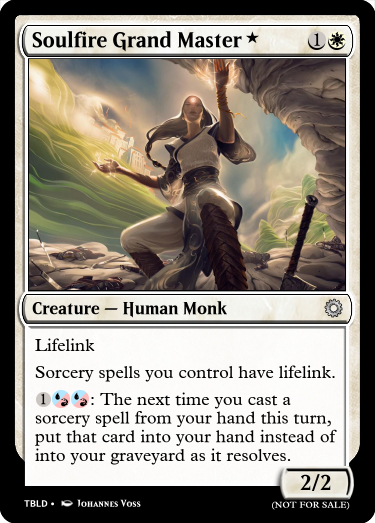 Soulfire Grand Master ★ 1
Creature — Human Monk
Lifelink
Sorcery spells you control have lifelink.
1: The next time you cast a
sorcery spell from your hand this turn,
put that card into your hand instead of
into your graveyard as it resolves.
2/2
TBLD • Johannes Voss
(NOT FOR SALE)